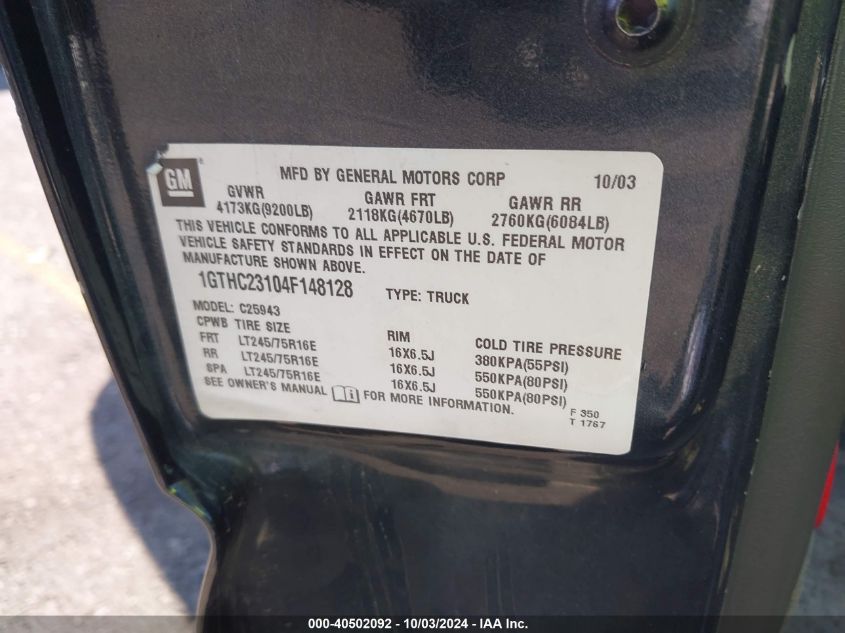 GM ®
MFD BY GENERAL MOTORS CORP 10/03
GVWR GAWR FRT GAWR RR
4173KG(9200LB) 2118KG(4670LB) 2760KG(6084LB)
THIS VEHICLE CONFORMS TO ALL APPLICABLE U.S. FEDERAL MOTOR
VEHICLE SAFETY STANDARDS IN EFFECT ON THE DATE OF
MANUFACTURE SHOWN ABOVE.
1GTHC23104F148128 TYPE: TRUCK
MODEL: C25943
CPWB TIRE SIZE RIM COLD TIRE PRESSURE
FRT LT245/75R16E 16X6.5J 380KPA(55PSI)
RR LT245/75R16E 16X6.5J 550KPA(80PSI)
SPA LT245/75R16E 16X6.5J 550KPA(80PSI)
SEE OWNER'S MANUAL FOR MORE INFORMATION.
F 350
T 1767
000-40502092 - 10/03/2024 - IAA Inc.